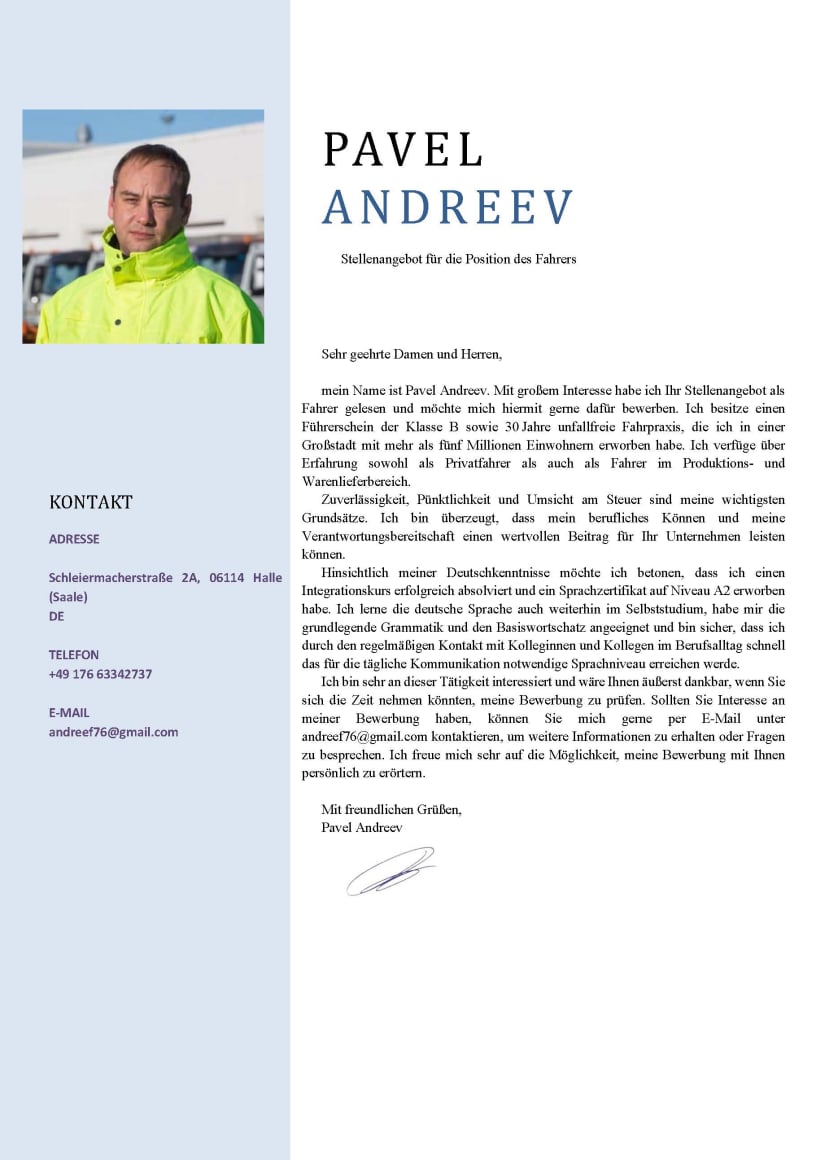 PAVEL
ANDREEV
Stellenangebot für die Position des Fahrers
Sehr geehrte Damen und Herren,
mein Name ist Pavel Andreev. Mit großem Interesse habe ich Ihr Stellenangebot als
Fahrer gelesen und möchte mich hiermit gerne dafür bewerben. Ich besitze einen
Führerschein der Klasse B sowie 30 Jahre unfallfreie Fahrpraxis, die ich in einer
Großstadt mit mehr als fünf Millionen Einwohnern erworben habe. Ich verfüge über
Erfahrung sowohl als Privatfahrer als auch als Fahrer im Produktions- und
Warenlieferbereich.
Zuverlässigkeit, Pünktlichkeit und Umsicht am Steuer sind meine wichtigsten
Grundsätze. Ich bin überzeugt, dass mein berufliches Können und meine
Verantwortungsbereitschaft einen wertvollen Beitrag für Ihr Unternehmen leisten
können.
Hinsichtlich meiner Deutschkenntnisse möchte ich betonen, dass ich einen
Integrationskurs erfolgreich absolviert und ein Sprachzertifikat auf Niveau A2 erworben
habe. Ich lerne die deutsche Sprache auch weiterhin im Selbststudium, habe mir die
grundlegende Grammatik und den Basiswortschatz angeeignet und bin sicher, dass ich
durch den regelmäßigen Kontakt mit Kolleginnen und Kollegen im Berufsalltag schnell
das für die tägliche Kommunikation notwendige Sprachniveau erreichen werde.
Ich bin sehr an dieser Tätigkeit interessiert und wäre Ihnen äußerst dankbar, wenn Sie
sich die Zeit nehmen könnten, meine Bewerbung zu prüfen. Sollten Sie Interesse an
meiner Bewerbung haben, können Sie mich gerne per E-Mail unter
andreef76@gmail.com kontaktieren, um weitere Informationen zu erhalten oder Fragen
zu besprechen. Ich freue mich sehr auf die Möglichkeit, meine Bewerbung mit Ihnen
persönlich zu erörtern.
Mit freundlichen Grüßen,
Pavel Andreev
KONTAKT
ADRESSE
Schleiermacherstraße 2A, 06114 Halle
(Saale)
DE
TELEFON
+49 176 63342737
E-MAIL
andreef76@gmail.com